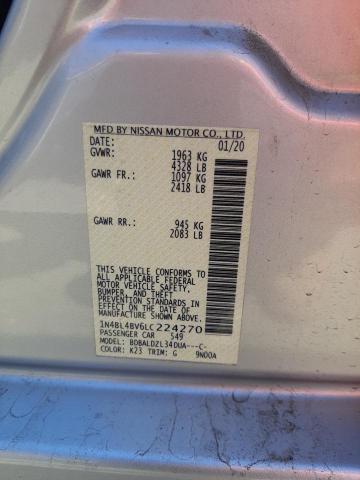 MFD BY NISSAN MOTOR CO., LTD.
DATE: 01/20
GVWR: 1963 KG
4328 LB
GAWR FR: 1097 KG
2418 LB
GAWR RR: 945 KG
2083 LB
THIS VEHICLE CONFORMS TO
ALL APPLICABLE FEDERAL
MOTOR VEHICLE SAFETY,
BUMPER, AND THEFT
PREVENTION STANDARDS IN
EFFECT ON THE DATE OF
MANUFACTURE SHOWN ABOVE.
1N4BL4BV6LC224270
PASSENGER CAR 549
MODEL: BDBALDZL34DUA---C-
COLOR: K23 TRIM: G 9N00A